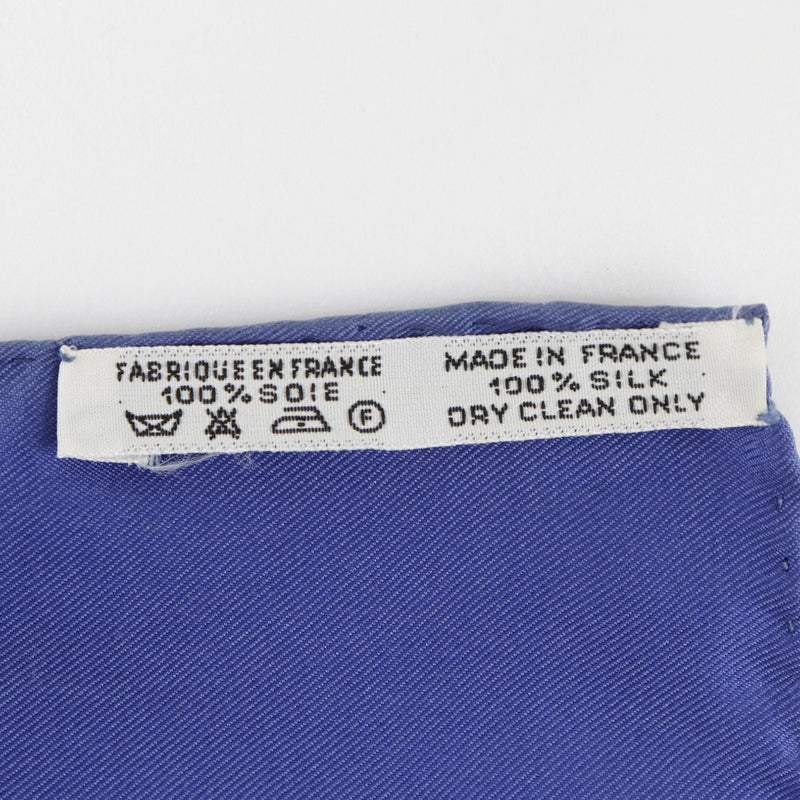 FABRIQUE EN FRANCE
100% SOIE
F
MADE IN FRANCE
100% SILK
DRY CLEAN ONLY